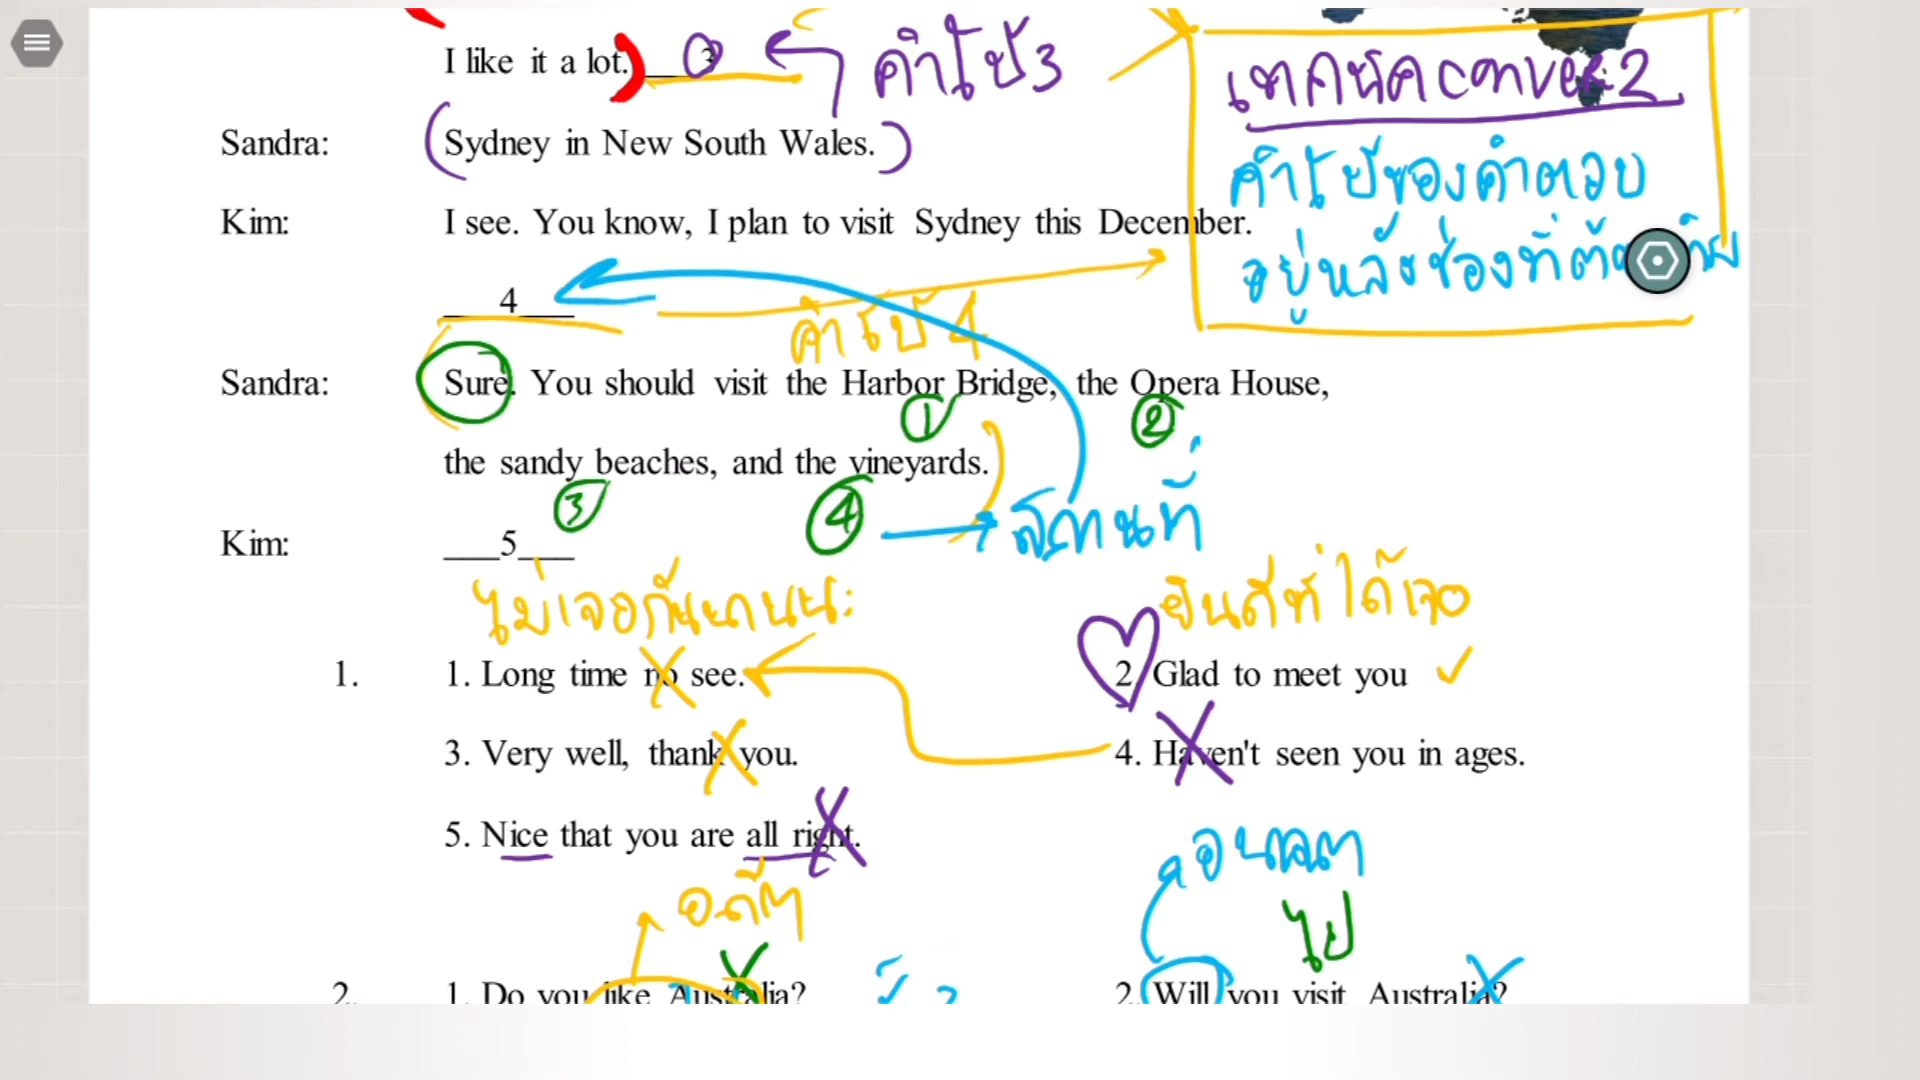 I like it a lot. ___3 คำใบ้3
เทคนิคconver.2
Sandra: (Sydney in New South Wales.)
คำใบ้ของคำตอบ
Kim: I see. You know, I plan to visit Sydney this December.
อยู่หลังช่องที่ต้อง
___4___
คำใบ้ 4
Sandra: Sure. You should visit the Harbor Bridge, the Opera House,
1 2
the sandy beaches, and the vineyards.
3 4 สถานที่
Kim: ___5___
ไม่เจอกันนานนะ ยินดีที่ได้เจอ
1. 1. Long time no see. 2. Glad to meet you
3. Very well, thank you. 4. Haven't seen you in ages.
5. Nice that you are all right.
อนาคต
อดีต
ไป
2. 1. Do you like Australia? 2. Will you visit Australia?